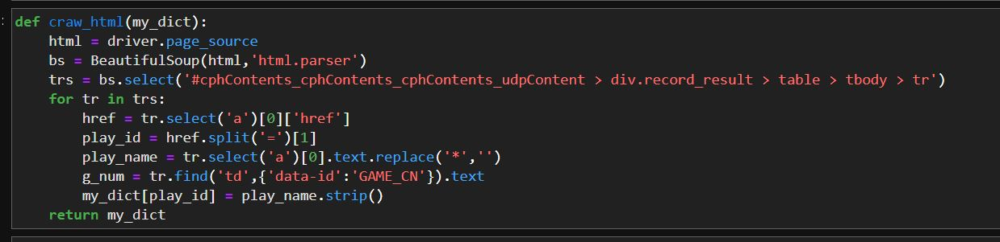 def craw_html(my_dict):
    html = driver.page_source
    bs = BeautifulSoup(html,'html.parser')
    trs = bs.select('#cphContents_cphContents_cphContents_udpContent > div.record_result > table > tbody > tr')
    for tr in trs:
        href = tr.select('a')[0]['href']
        play_id = href.split('=')[1]
        play_name = tr.select('a')[0].text.replace('*','')
        g_num = tr.find('td',{'data-id':'GAME_CN'}).text
        my_dict[play_id] = play_name.strip()
    return my_dict